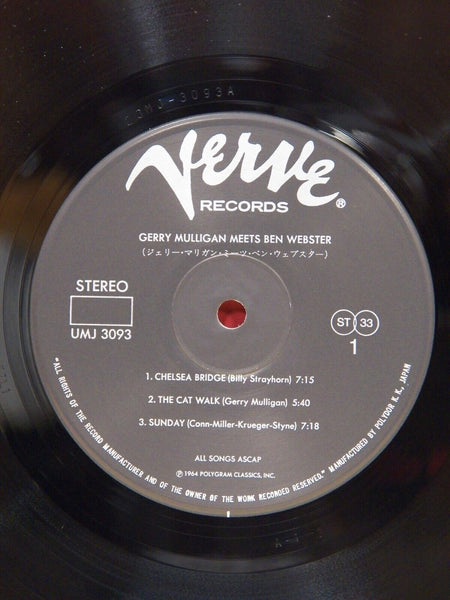 UMJ-3093A
Verve
RECORDS ®
GERRY MULLIGAN MEETS BEN WEBSTER
(ジェリー・マリガン・ミーツ・ベン・ウェブスター)
STEREO
UMJ 3093
ST 33
1
1. CHELSEA BRIDGE (Billy Strayhorn) 7:15
2. THE CAT WALK (Gerry Mulligan) 5:40
3. SUNDAY (Conn-Miller-Krueger-Styne) 7:18
ALL SONGS ASCAP
℗ 1964 POLYGRAM CLASSICS, INC.
"ALL RIGHTS OF THE RECORD MANUFACTURER AND OF THE OWNER OF THE WORK RECORDED RESERVED." MANUFACTURED BY POLYDOR K. K., JAPAN